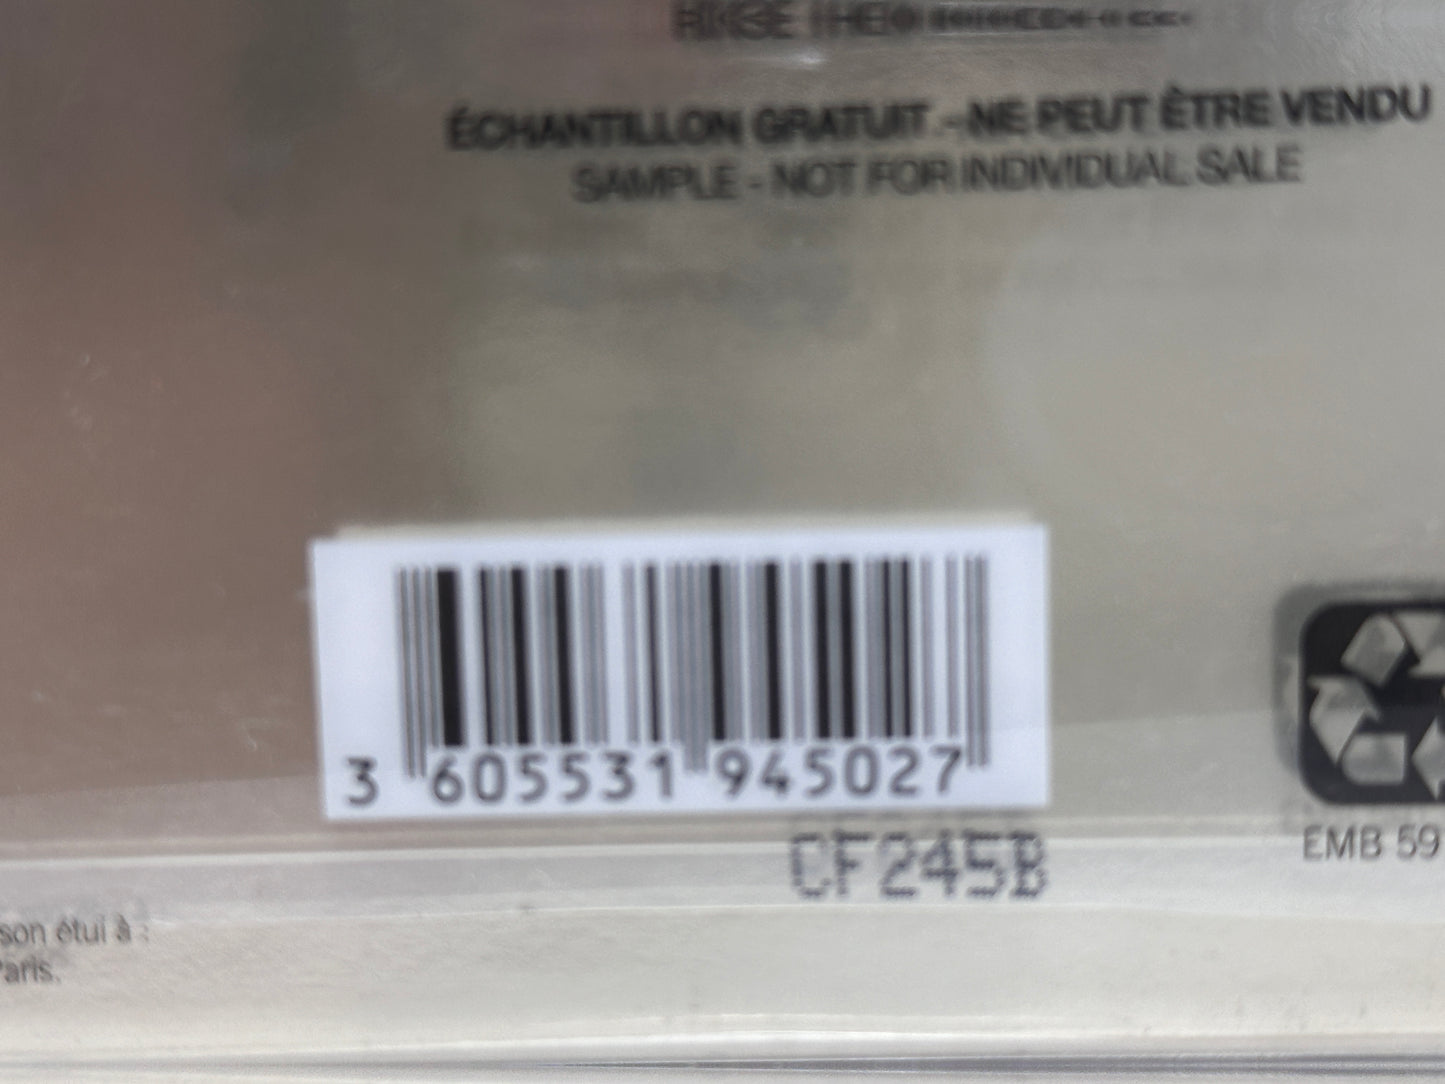 ÉCHANTILLON GRATUIT - NE PEUT ÊTRE VENDU
SAMPLE - NOT FOR INDIVIDUAL SALE
3 605531 945027
CF245B
EMB 59
son étui à :
Paris.